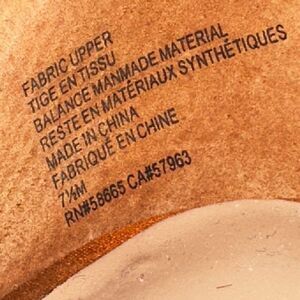 FABRIC UPPER
TIGE EN TISSU
BALANCE MANMADE MATERIAL
RESTE EN MATÉRIAUX SYNTHÉTIQUES
MADE IN CHINA
FABRIQUÉ EN CHINE
7½M
RN#58665 CA#57963